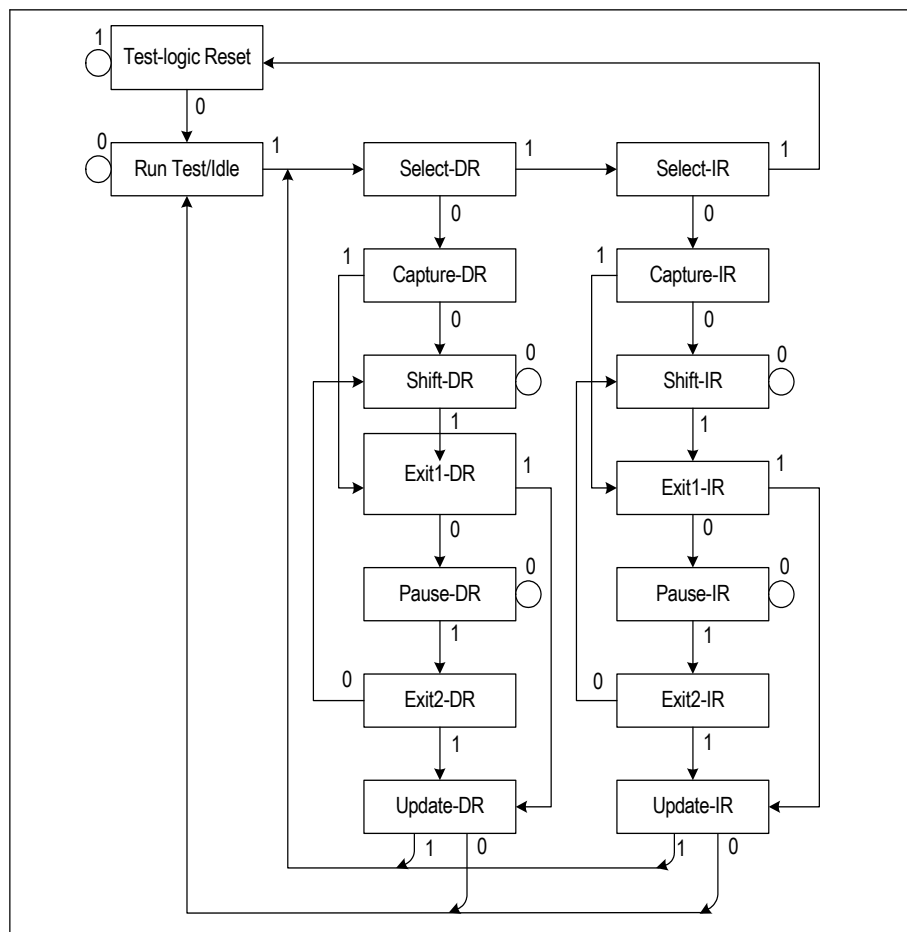 1
Test-logic Reset
0
0
Run Test/Idle
1
Select-DR
1
Select-IR
1
0
0
1
Capture-DR
1
Capture-IR
0
0
Shift-DR
0
Shift-IR
0
1
1
Exit1-DR
1
Exit1-IR
1
0
0
Pause-DR
0
Pause-IR
0
1
1
0
Exit2-DR
0
Exit2-IR
1
1
Update-DR
Update-IR
1
0
1
0